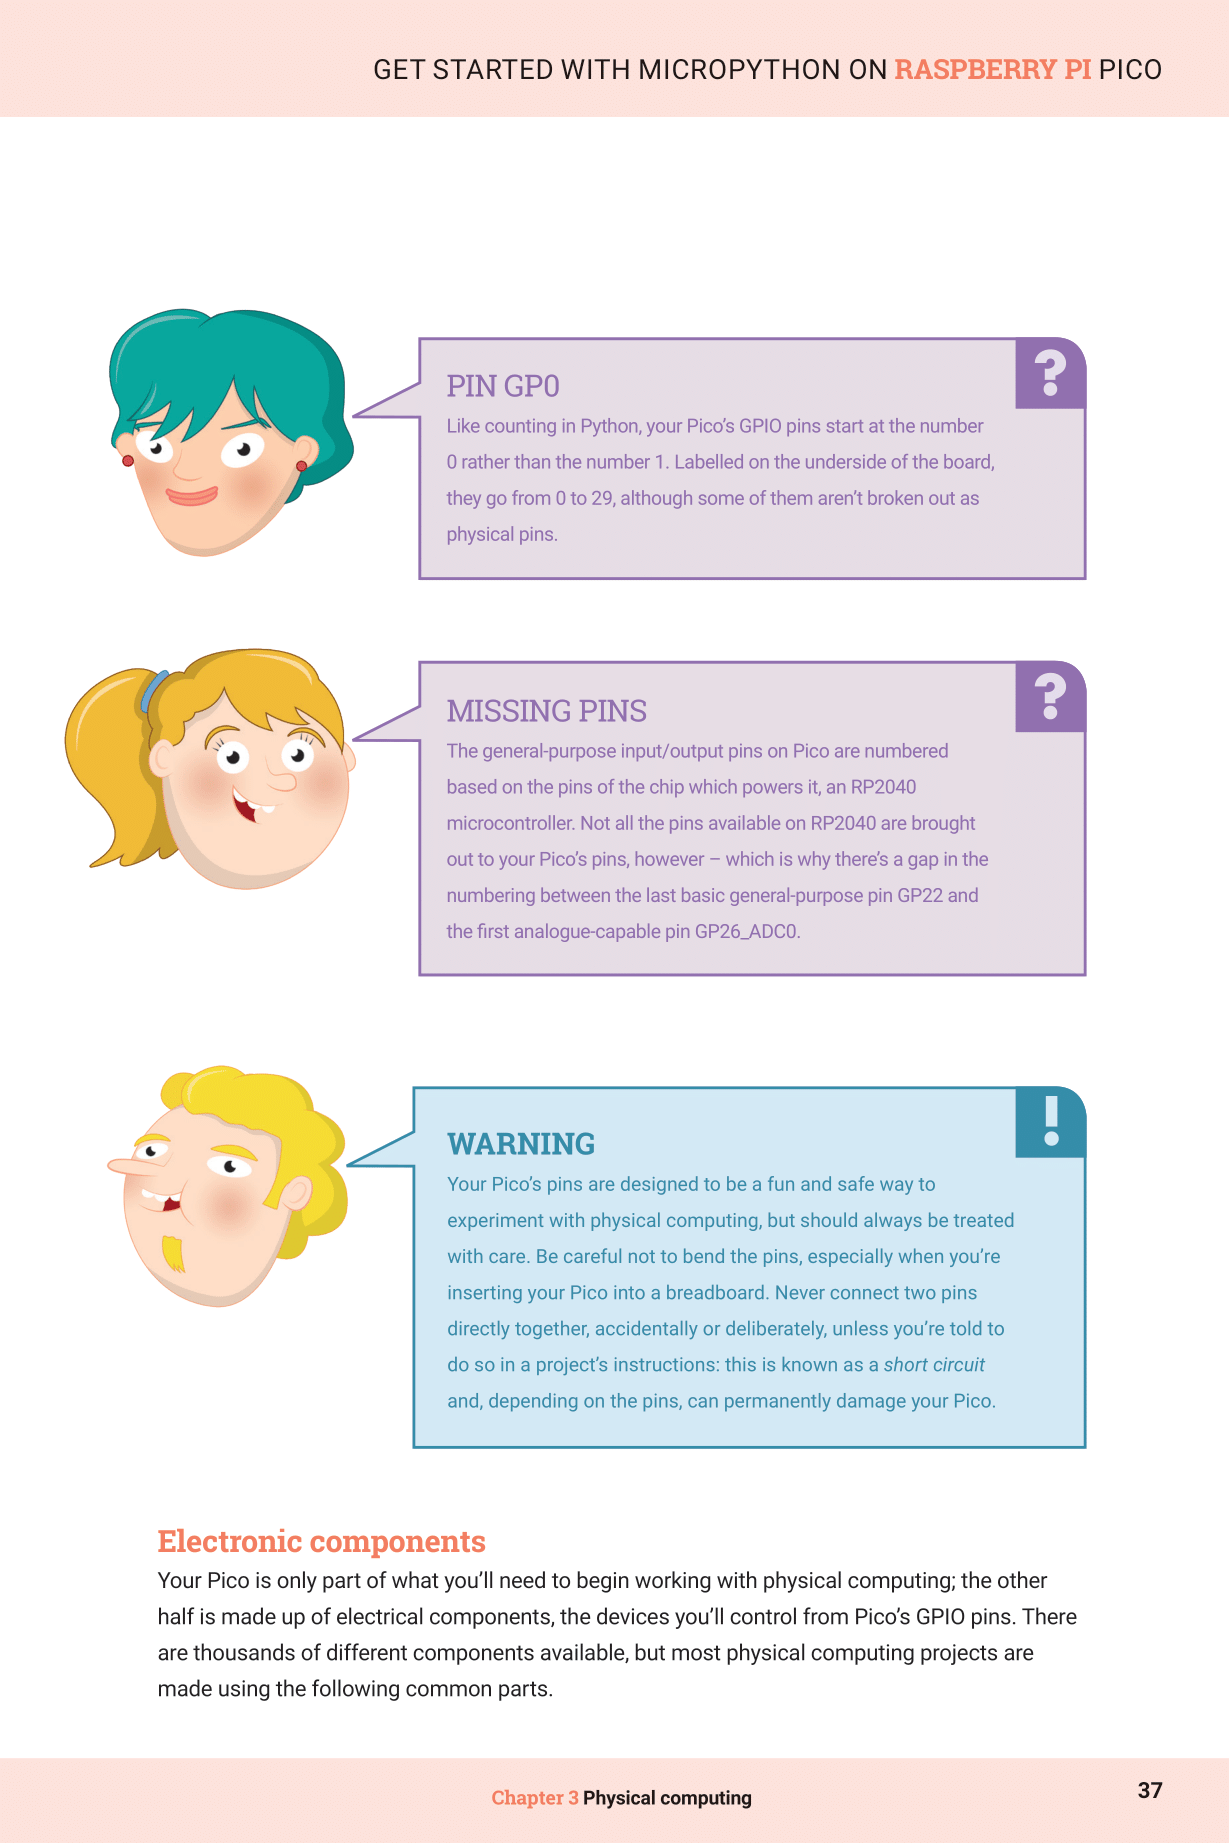 GET STARTED WITH MICROPYTHON ON RASPBERRY PI PICO
?
PIN GP0
Like counting in Python, your Pico’s GPIO pins start at the number
0 rather than the number 1. Labelled on the underside of the board,
they go from 0 to 29, although some of them aren’t broken out as
physical pins.
?
MISSING PINS
The general-purpose input/output pins on Pico are numbered
based on the pins of the chip which powers it, an RP2040
microcontroller. Not all the pins available on RP2040 are brought
out to your Pico’s pins, however – which is why there’s a gap in the
numbering between the last basic general-purpose pin GP22 and
the first analogue-capable pin GP26_ADC0.
!
WARNING
Your Pico’s pins are designed to be a fun and safe way to
experiment with physical computing, but should always be treated
with care. Be careful not to bend the pins, especially when you’re
inserting your Pico into a breadboard. Never connect two pins
directly together, accidentally or deliberately, unless you’re told to
do so in a project’s instructions: this is known as a short circuit
and, depending on the pins, can permanently damage your Pico.
Electronic components
Your Pico is only part of what you’ll need to begin working with physical computing; the other
half is made up of electrical components, the devices you’ll control from Pico’s GPIO pins. There
are thousands of different components available, but most physical computing projects are
made using the following common parts.
Chapter 3 Physical computing
37